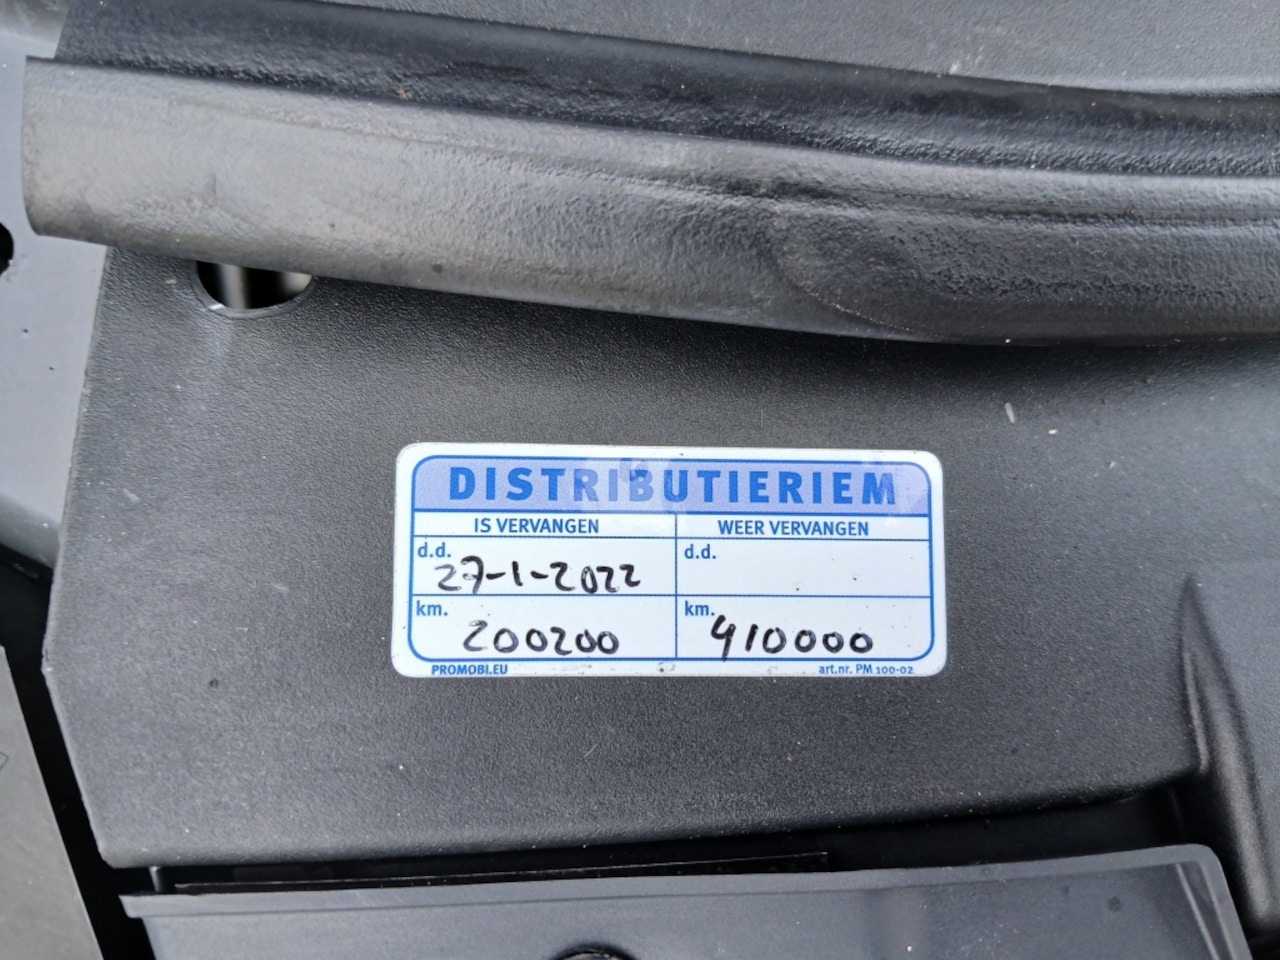 DISTRIBUTIERIEM
IS VERVANGEN WEER VERVANGEN
d.d. 27-1-2022 d.d.
km. 200200 km. 410000
PROMOBI.EU art.nr. PM 100-02